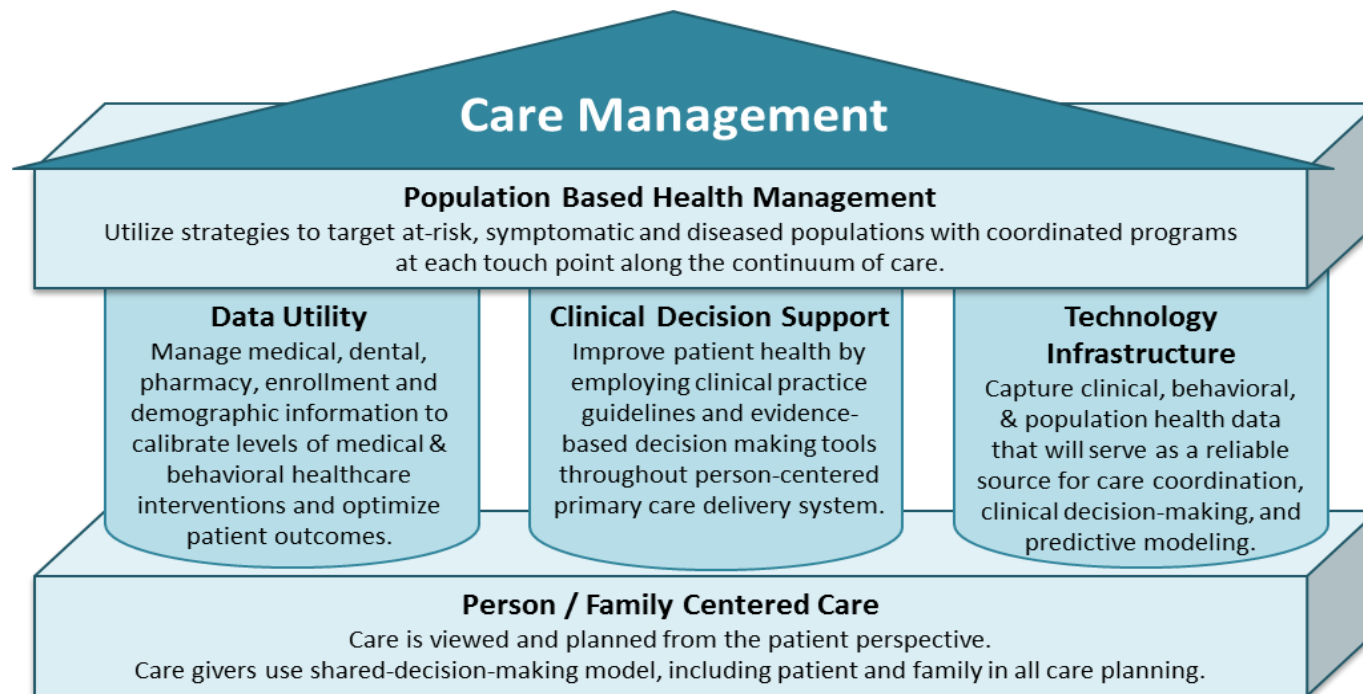 Care Management
Population Based Health Management
Utilize strategies to target at-risk, symptomatic and diseased populations with coordinated programs
at each touch point along the continuum of care.
Data Utility
Manage medical, dental,
pharmacy, enrollment and
demographic information to
calibrate levels of medical &
behavioral healthcare
interventions and optimize
patient outcomes.
Clinical Decision Support
Improve patient health by
employing clinical practice
guidelines and evidence-
based decision making tools
throughout person-centered
primary care delivery system.
Technology
Infrastructure
Capture clinical, behavioral,
& population health data
that will serve as a reliable
source for care coordination,
clinical decision-making, and
predictive modeling.
Person / Family Centered Care
Care is viewed and planned from the patient perspective.
Care givers use shared-decision-making model, including patient and family in all care planning.